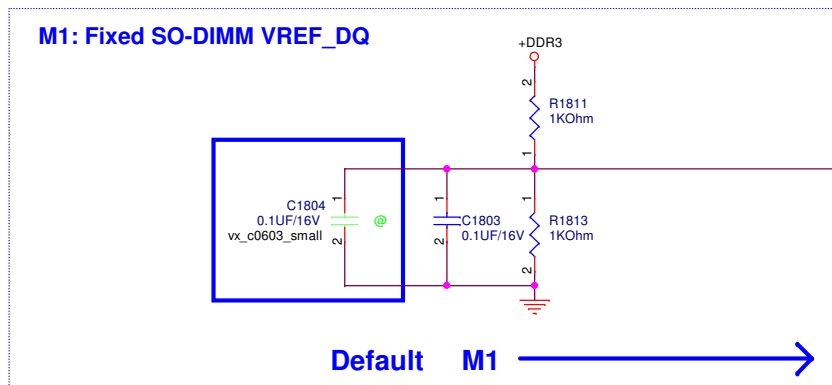 M1: Fixed SO-DIMM VREF_DQ
+DDR3
2
R1811
1KOhm
1
1
C1804
0.1UF/16V
@
vx_c0603_small
2
1
C1803
0.1UF/16V
2
1
R1813
1KOhm
2
Default M1